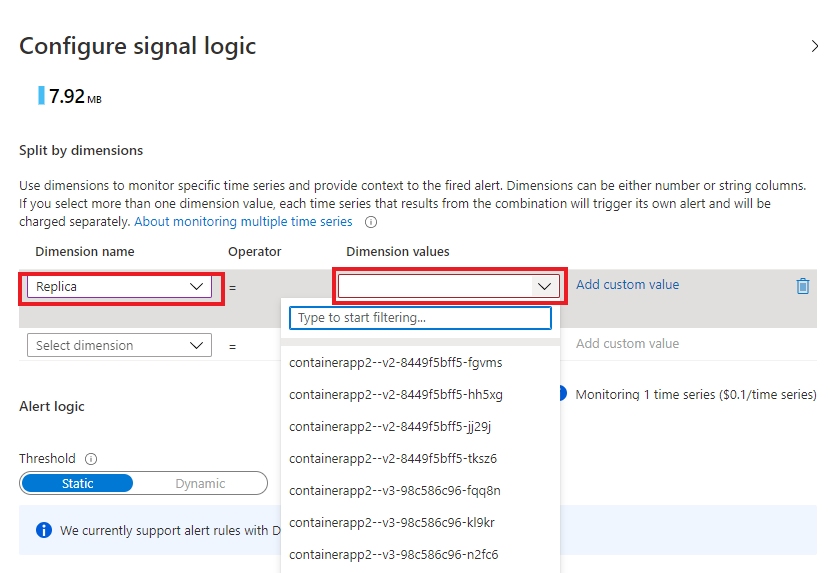 Configure signal logic
7.92 MB
Split by dimensions
Use dimensions to monitor specific time series and provide context to the fired alert. Dimensions can be either number or string columns.
If you select more than one dimension value, each time series that results from the combination will trigger its own alert and will be
charged separately. About monitoring multiple time series
Dimension name Operator Dimension values
Replica = Add custom value
Type to start filtering...
Select dimension = Add custom value
containerapp2--v2-8449f5bff5-fgvms
containerapp2--v2-8449f5bff5-hh5xg
Monitoring 1 time series ($0.1/time series)
Alert logic
containerapp2--v2-8449f5bff5-jj29j
Threshold
containerapp2--v2-8449f5bff5-tksz6
Static Dynamic
containerapp2--v3-98c586c96-fqq8n
containerapp2--v3-98c586c96-kl9kr
We currently support alert rules with D
containerapp2--v3-98c586c96-n2fc6